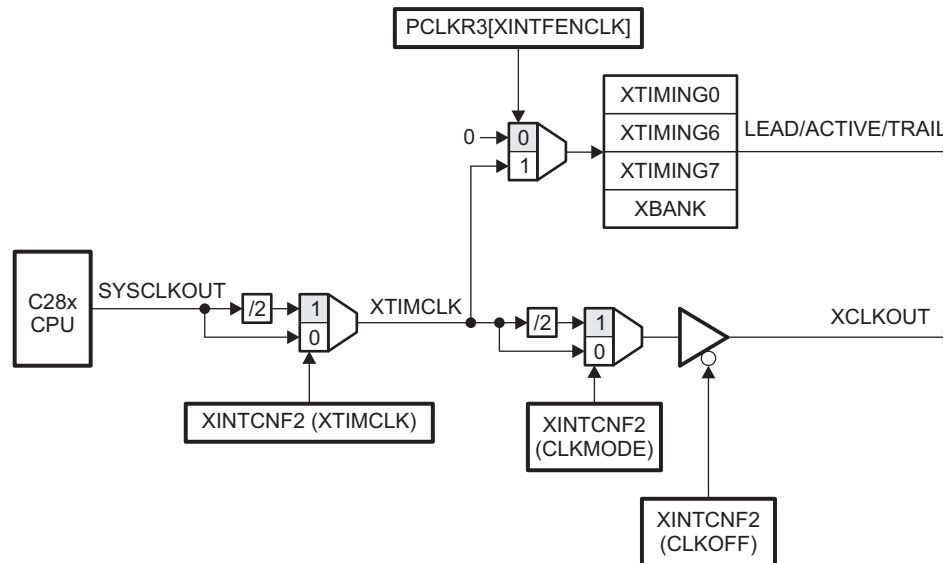 PCLKR3[XINTFENCLK]
XTIMING0
0
0
XTIMING6
LEAD/ACTIVE/TRAIL
1
XTIMING7
XBANK
C28x
CPU
SYSCLKOUT
/2
1
0
XTIMCLK
/2
1
0
XCLKOUT
XINTCNF2 (XTIMCLK)
XINTCNF2
(CLKMODE)
XINTCNF2
(CLKOFF)